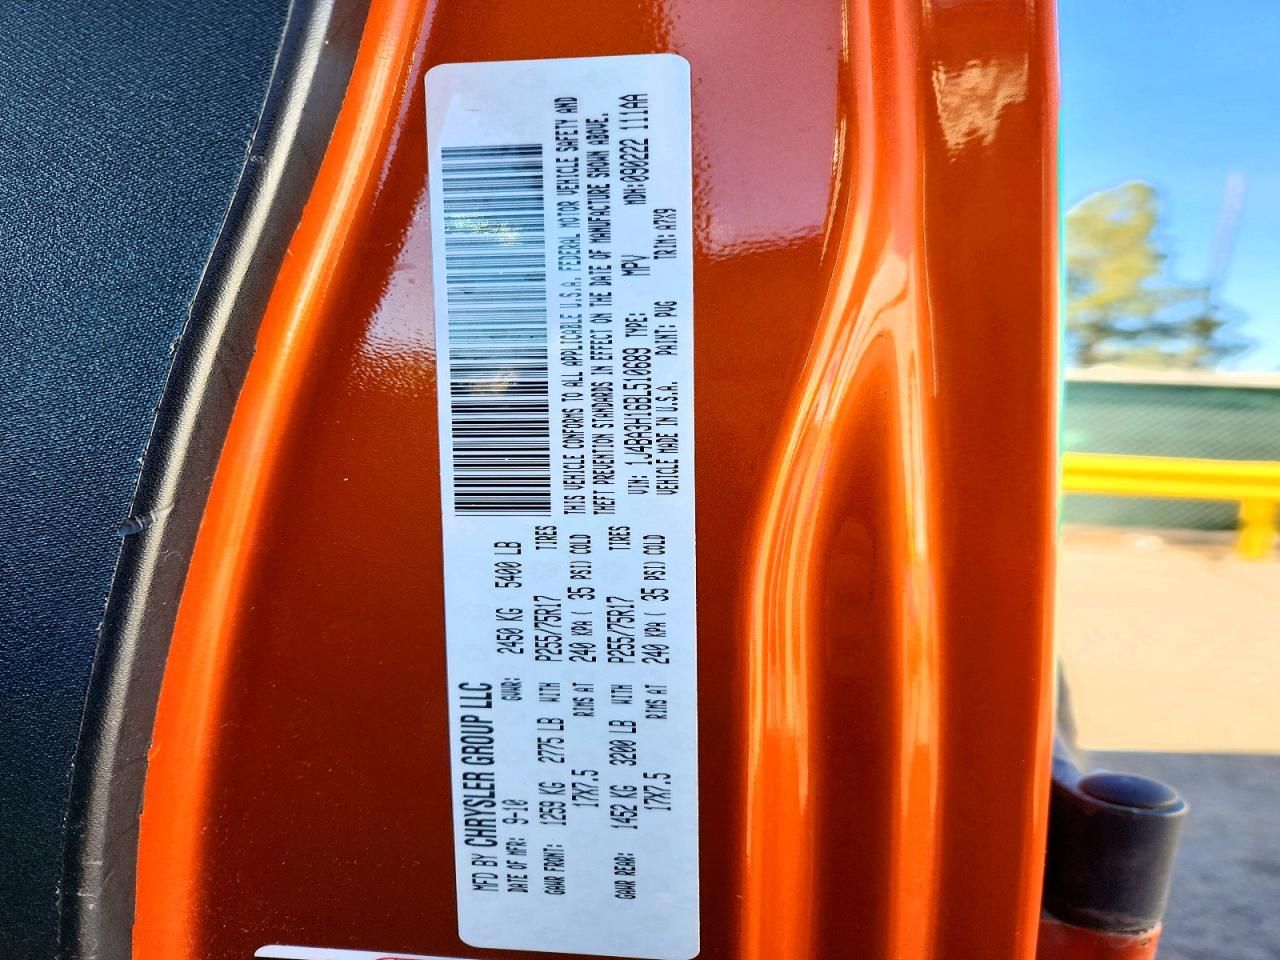 MFD BY CHRYSLER GROUP LLC
DATE OF MFR: 9-10 GVWR: 2450 KG 5400 LB
GAWR FRONT: 1259 KG 2775 LB WITH P255/75R17 TIRES
17X7.5 RIMS AT 240 KPA ( 35 PSI) COLD
GAWR REAR: 1452 KG 3200 LB WITH P255/75R17 TIRES
17X7.5 RIMS AT 240 KPA ( 35 PSI) COLD
THIS VEHICLE CONFORMS TO ALL APPLICABLE U.S.A. FEDERAL MOTOR VEHICLE SAFETY AND
THEFT PREVENTION STANDARDS IN EFFECT ON THE DATE OF MANUFACTURE SHOWN ABOVE.
VIN: 1J4BA3H16BL510689 TYPE: MPV MDH:090222 111AA
VEHICLE MADE IN U.S.A. PAINT: PVG TRIM: A7X9